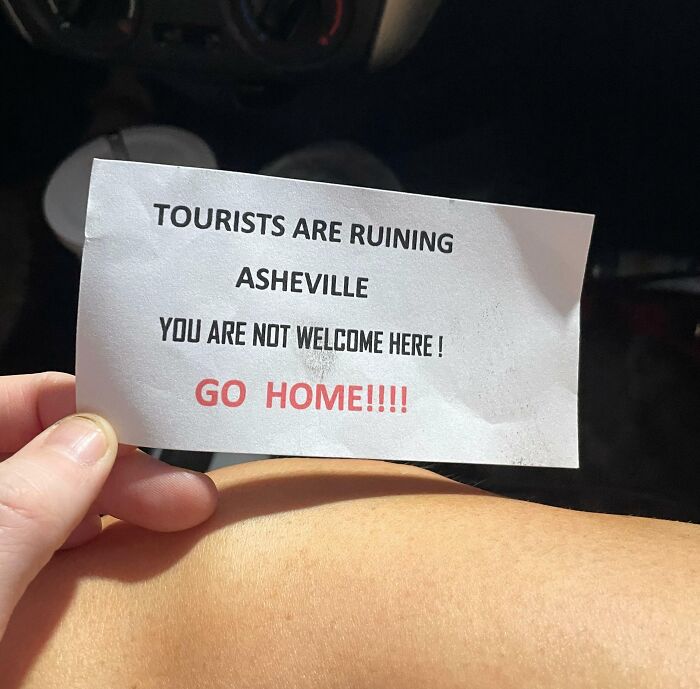 TOURISTS ARE RUINING
ASHEVILLE
YOU ARE NOT WELCOME HERE !
GO HOME!!!!